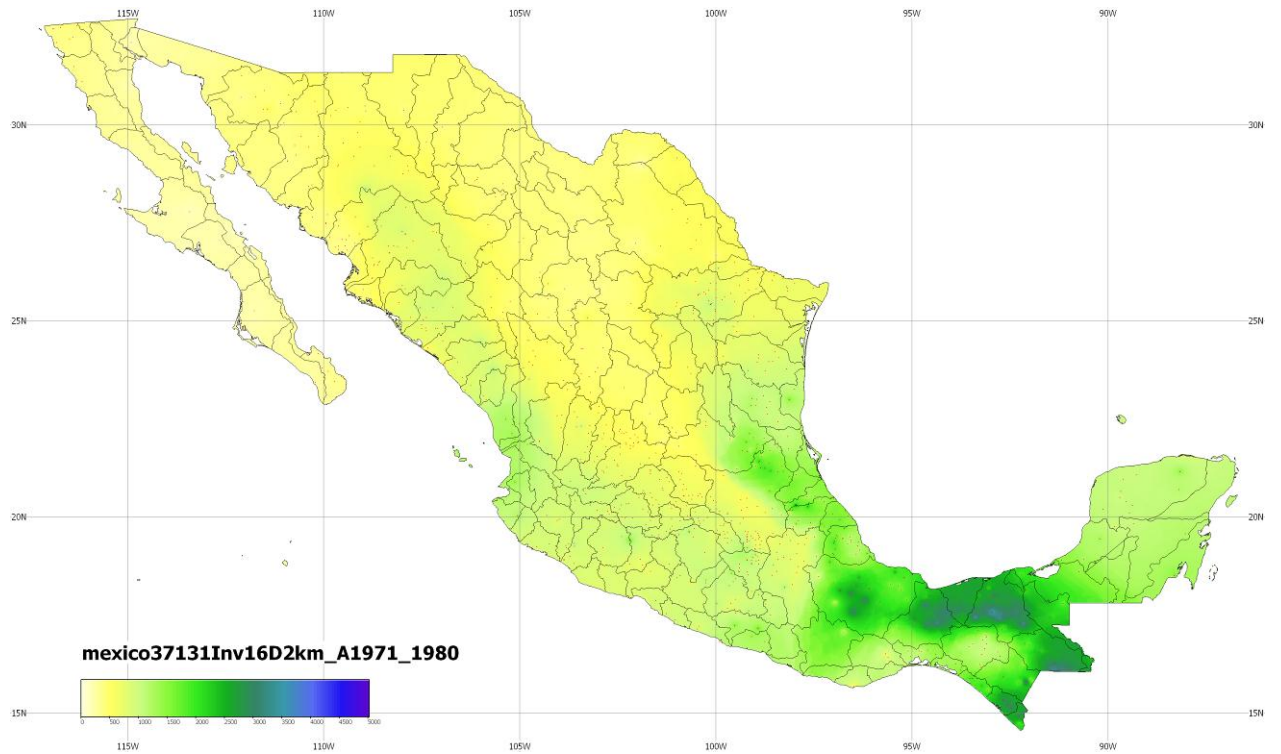 115W 110W 105W 100W 95W 90W
30N 30N
25N 25N
20N 20N
mexico37131Inv16D2km_A1971_1980
0 500 1000 1500 2000 2500 3000 3500 4000 4500 5000
15N 15N
115W 110W 105W 100W 95W 90W